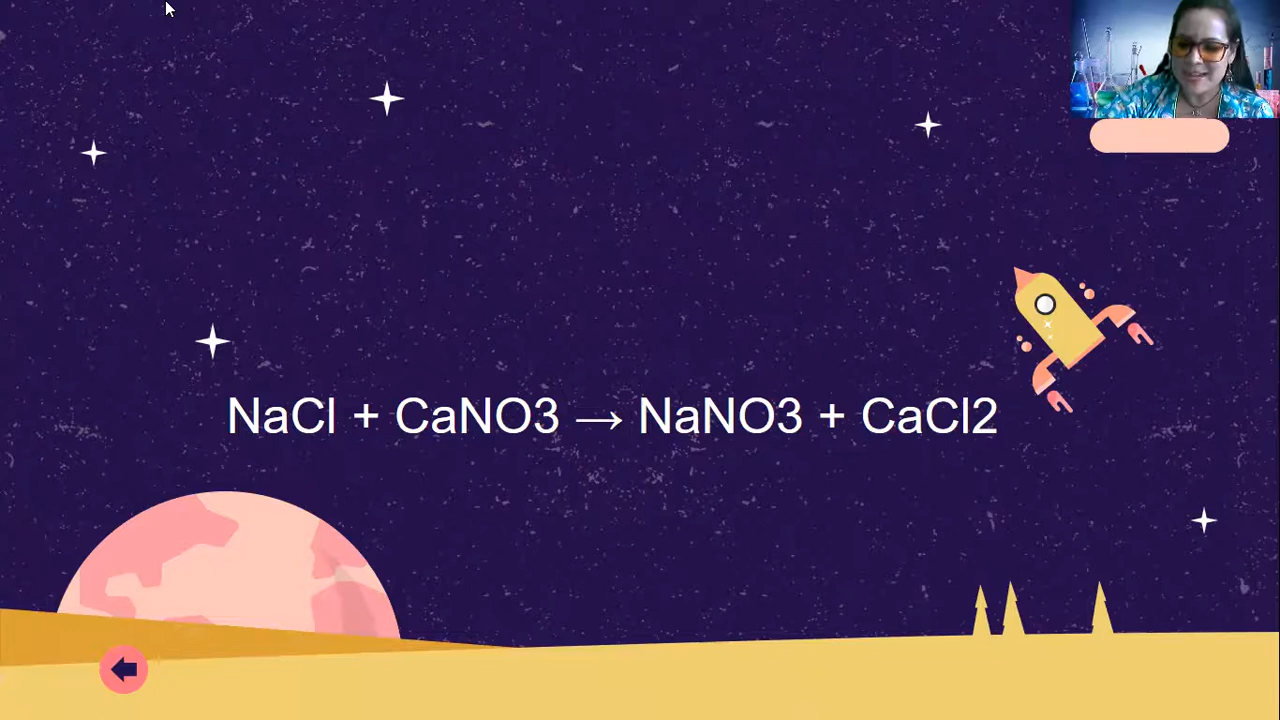 NaCl + CaNO3 → NaNO3 + CaCl2